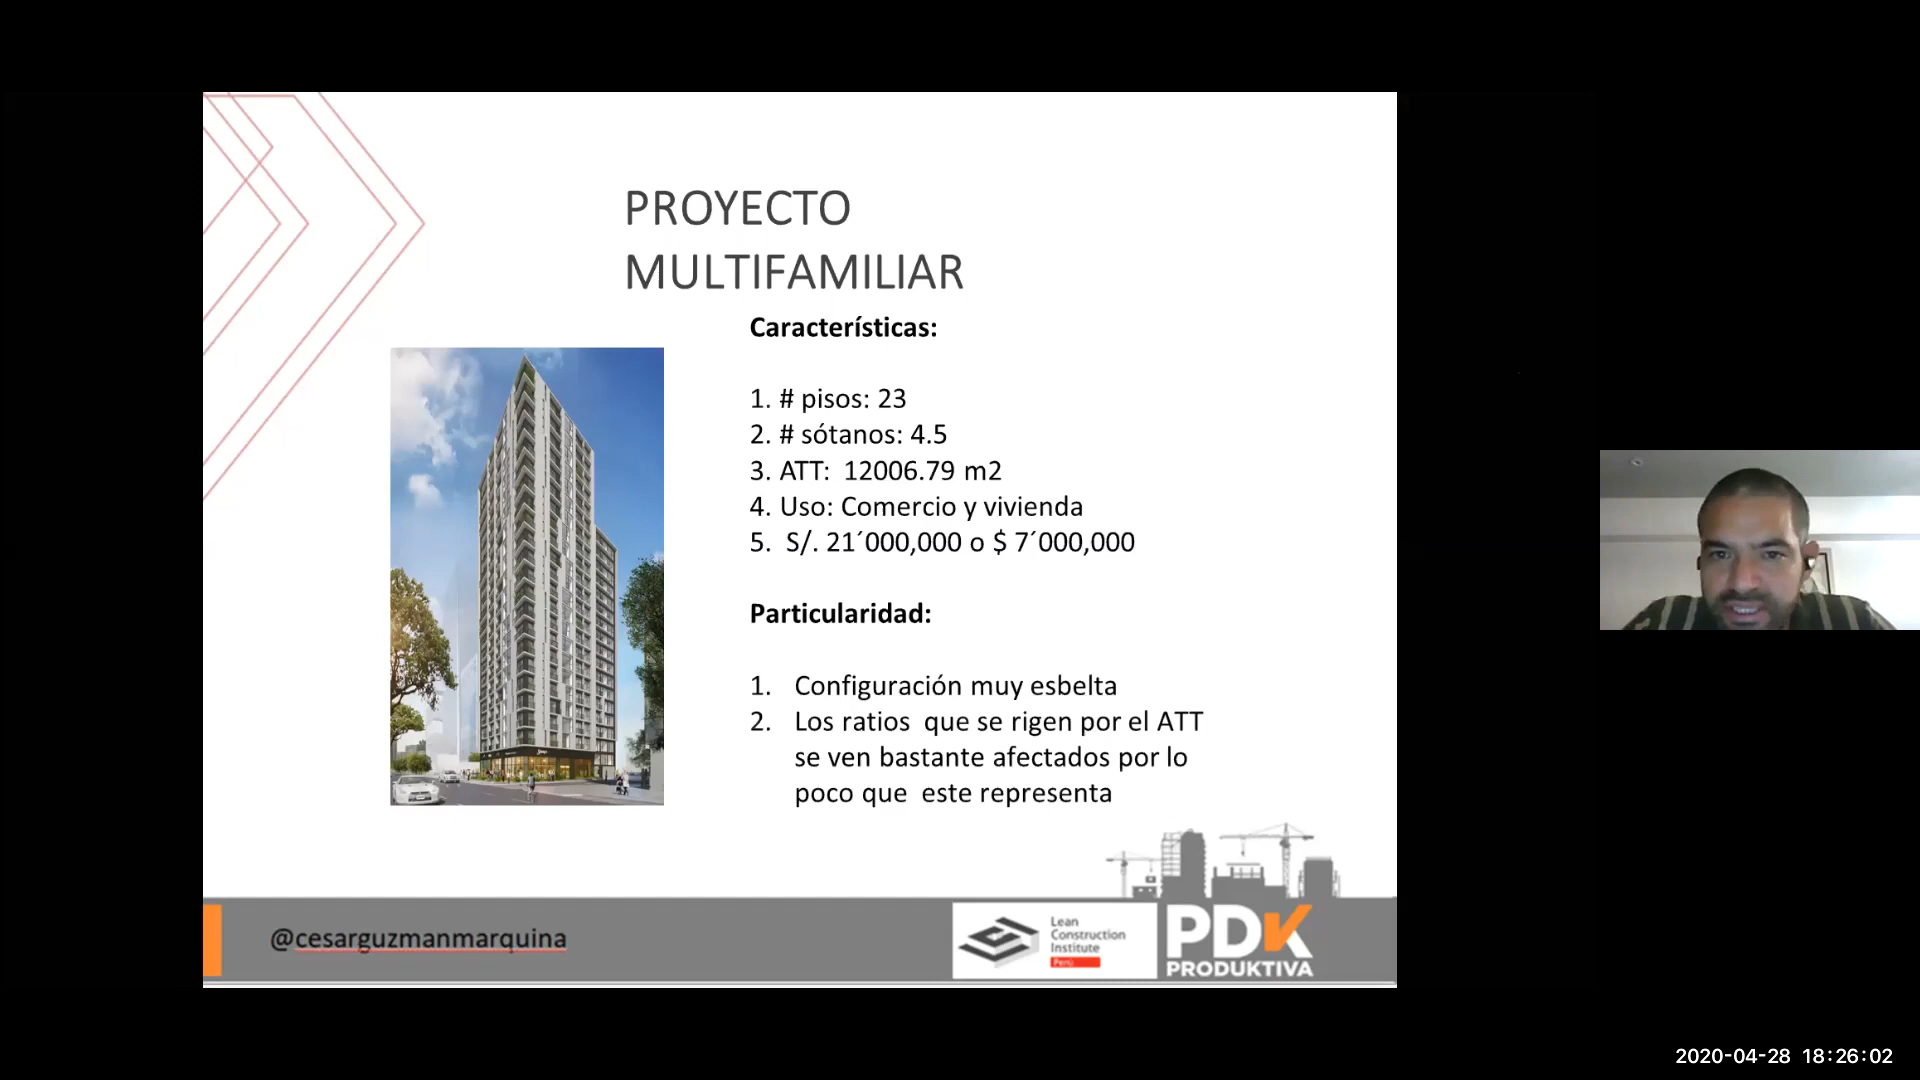 PROYECTO
MULTIFAMILIAR
Características:
1. # pisos: 23
2. # sótanos: 4.5
3. ATT:  12006.79 m2
4. Uso: Comercio y vivienda
5.  S/. 21´000,000 o $ 7´000,000
Particularidad:
1. Configuración muy esbelta
2. Los ratios  que se rigen por el ATT
se ven bastante afectados por lo
poco que  este representa
@cesarguzmanmarquina
Lean
Construction
Institute
Perú
PDK
PRODUKTIVA
2020-04-28 18:26:02